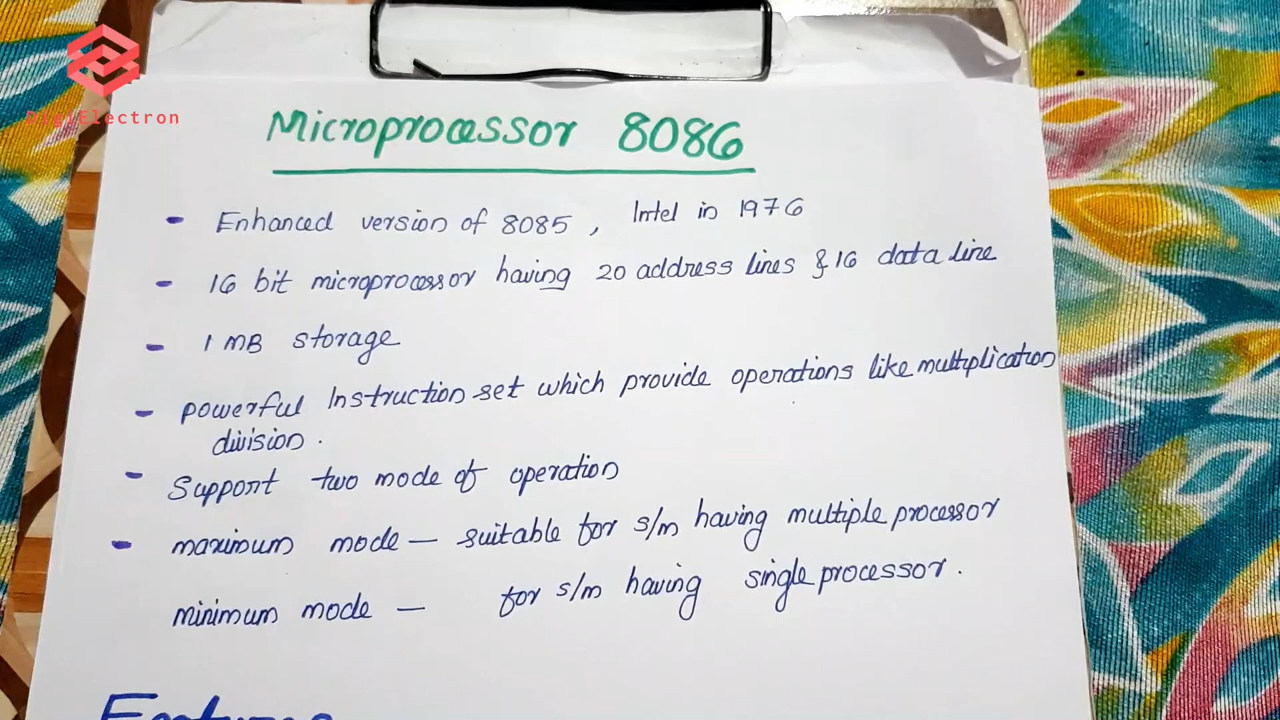 DigiElectron
Microprocessor 8086
- Enhanced version of 8085, Intel in 1976
- 16 bit microprocessor having 20 address lines & 16 data line
- 1 MB storage
- powerful Instruction set which provide operations like multiplication
division.
- Support two mode of operation
- maximum mode — suitable for s/m having multiple processor
minimum mode — for s/m having single processor.
Features